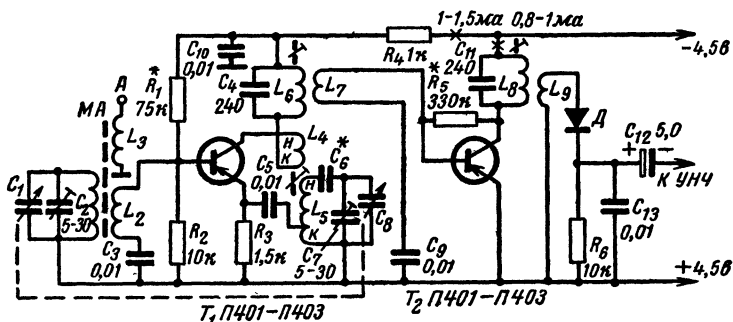 1-1,5ма 0,8-1ма
C10 0,01
R4 1к
C11 240
-4,5в
* R1 75к
A
МА
L3
C4 240
L6
L7
* R5 330к
L8
L9
Д
C12 5,0
+ -
К УНЧ
C1
C2 5-30
L2
C3 0,01
L4
Н
К
C5 0,01
C6*
Н
L5
К
C8
C7 5-30
R2 10к
R3 1,5к
C9 0,01
R6 10к
C13 0,01
+4,5в
T1 П401-П403
T2 П401-П403